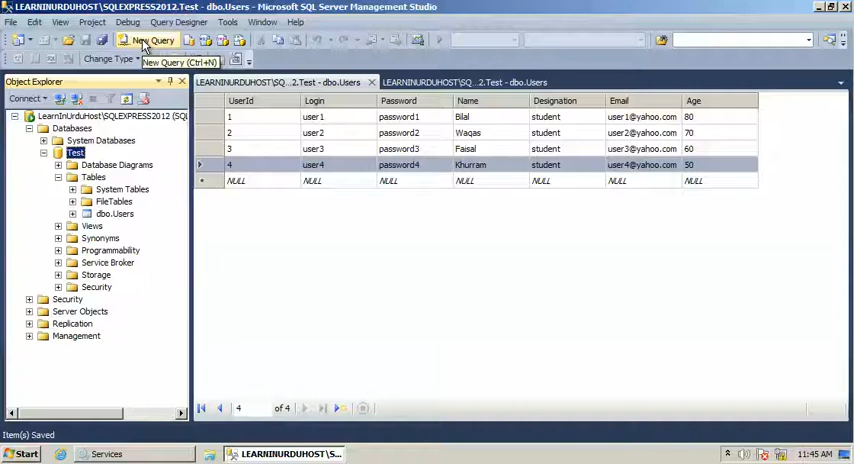 LEARNINURDUHOST\SQLEXPRESS2012.Test - dbo.Users - Microsoft SQL Server Management Studio
File Edit View Project Debug Query Designer Tools Window Help
New Query
Change Type
New Query (Ctrl+N)
Object Explorer
LEARNINURDUHOST\SQ...2.Test - dbo.Users
LEARNINURDUHOST\SQ...2.Test - dbo.Users
Connect
UserId Login Password Name Designation Email Age
1 user1 password1 Bilal student user1@yahoo.com 80
2 user2 password2 Waqas student user2@yahoo.com 70
3 user3 password3 Faisal student user3@yahoo.com 60
4 user4 password4 Khurram student user4@yahoo.com 50
NULL NULL NULL NULL NULL NULL NULL
LearnInUrduHost\SQLEXPRESS2012 (SQL
Databases
System Databases
Test
Database Diagrams
Tables
System Tables
FileTables
dbo.Users
Views
Synonyms
Programmability
Service Broker
Storage
Security
Security
Server Objects
Replication
Management
4 of 4
Item(s) Saved
Start Services LEARNINURDUHOST\S... 11:45 AM